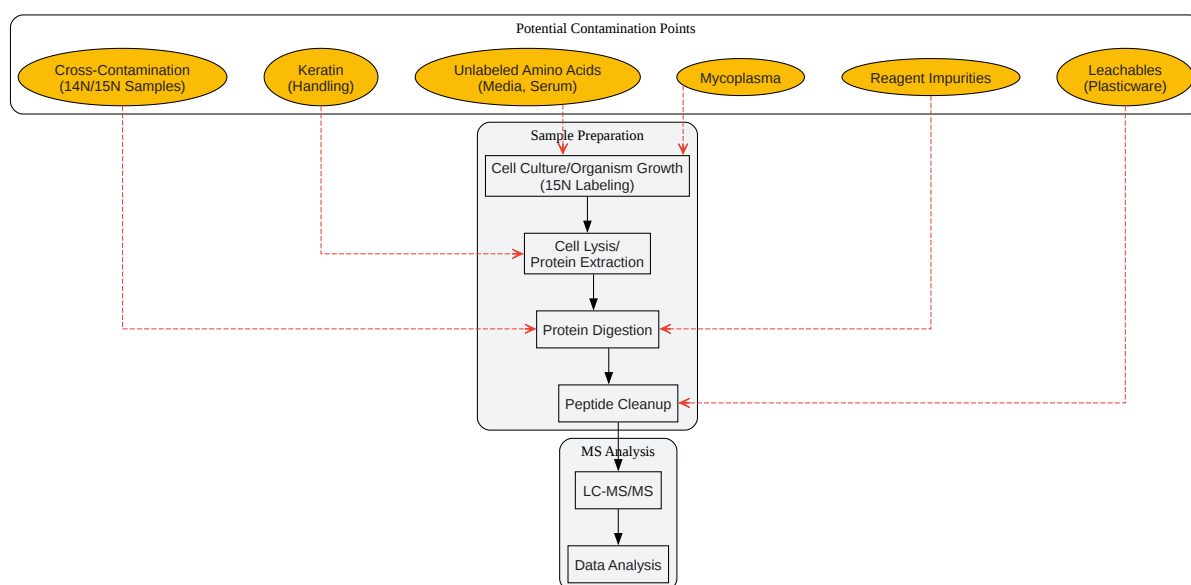 Potential Contamination Points
Cross-Contamination
(14N/15N Samples)
Keratin
(Handling)
Unlabeled Amino Acids
(Media, Serum)
Mycoplasma
Reagent Impurities
Leachables
(Plasticware)
Sample Preparation
Cell Culture/Organism Growth
(15N Labeling)
Cell Lysis/
Protein Extraction
Protein Digestion
Peptide Cleanup
MS Analysis
LC-MS/MS
Data Analysis